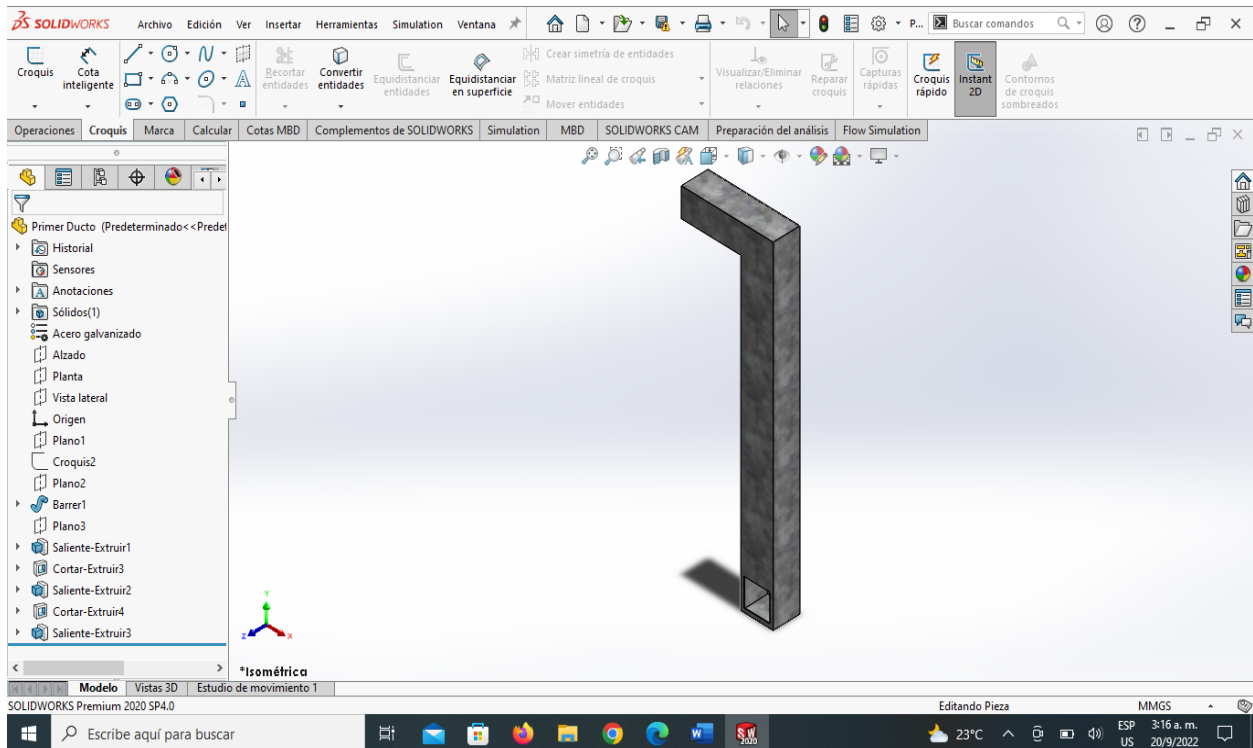 SOLIDWORKS Archivo Edición Ver Insertar Herramientas Simulation Ventana P... Buscar comandos
Croquis
Cota inteligente
Recortar entidades
Convertir entidades
Equidistanciar entidades
Equidistanciar en superficie
Crear simetría de entidades
Matriz lineal de croquis
Mover entidades
Visualizar/Eliminar relaciones
Reparar croquis
Capturas rápidas
Croquis rápido
Instant 2D
Contornos de croquis sombreados
Operaciones Croquis Marca Calcular Cotas MBD Complementos de SOLIDWORKS Simulation MBD SOLIDWORKS CAM Preparación del análisis Flow Simulation
Primer Ducto (Predeterminado<<Predet
Historial
Sensores
Anotaciones
Sólidos(1)
Acero galvanizado
Alzado
Planta
Vista lateral
Origen
Plano1
Croquis2
Plano2
Barrer1
Plano3
Saliente-Extruir1
Cortar-Extruir3
Saliente-Extruir2
Cortar-Extruir4
Saliente-Extruir3
Y
Z X
*Isométrica
Modelo Vistas 3D Estudio de movimiento 1
SOLIDWORKS Premium 2020 SP4.0 Editando Pieza MMGS
Escribe aquí para buscar 23°C ESP US 3:16 a. m. 20/9/2022